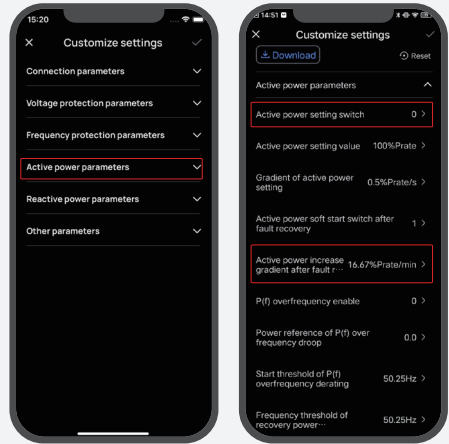 15:20
Customize settings
Connection parameters
Voltage protection parameters
Frequency protection parameters
Active power parameters
Reactive power parameters
Other parameters
14:51
Customize settings
Download
Reset
Active power parameters
Active power setting switch 0
Active power setting value 100%Prate
Gradient of active power
setting 0.5%Prate/s
Active power soft start switch after
fault recovery 1
Active power increase
gradient after fault r··· 16.67%Prate/min
P(f) overfrequency enable 0
Power reference of P(f) over
frequency droop 0.0
Start threshold of P(f)
overfrequency derating 50.25Hz
Frequency threshold of
recovery power··· 50.25Hz